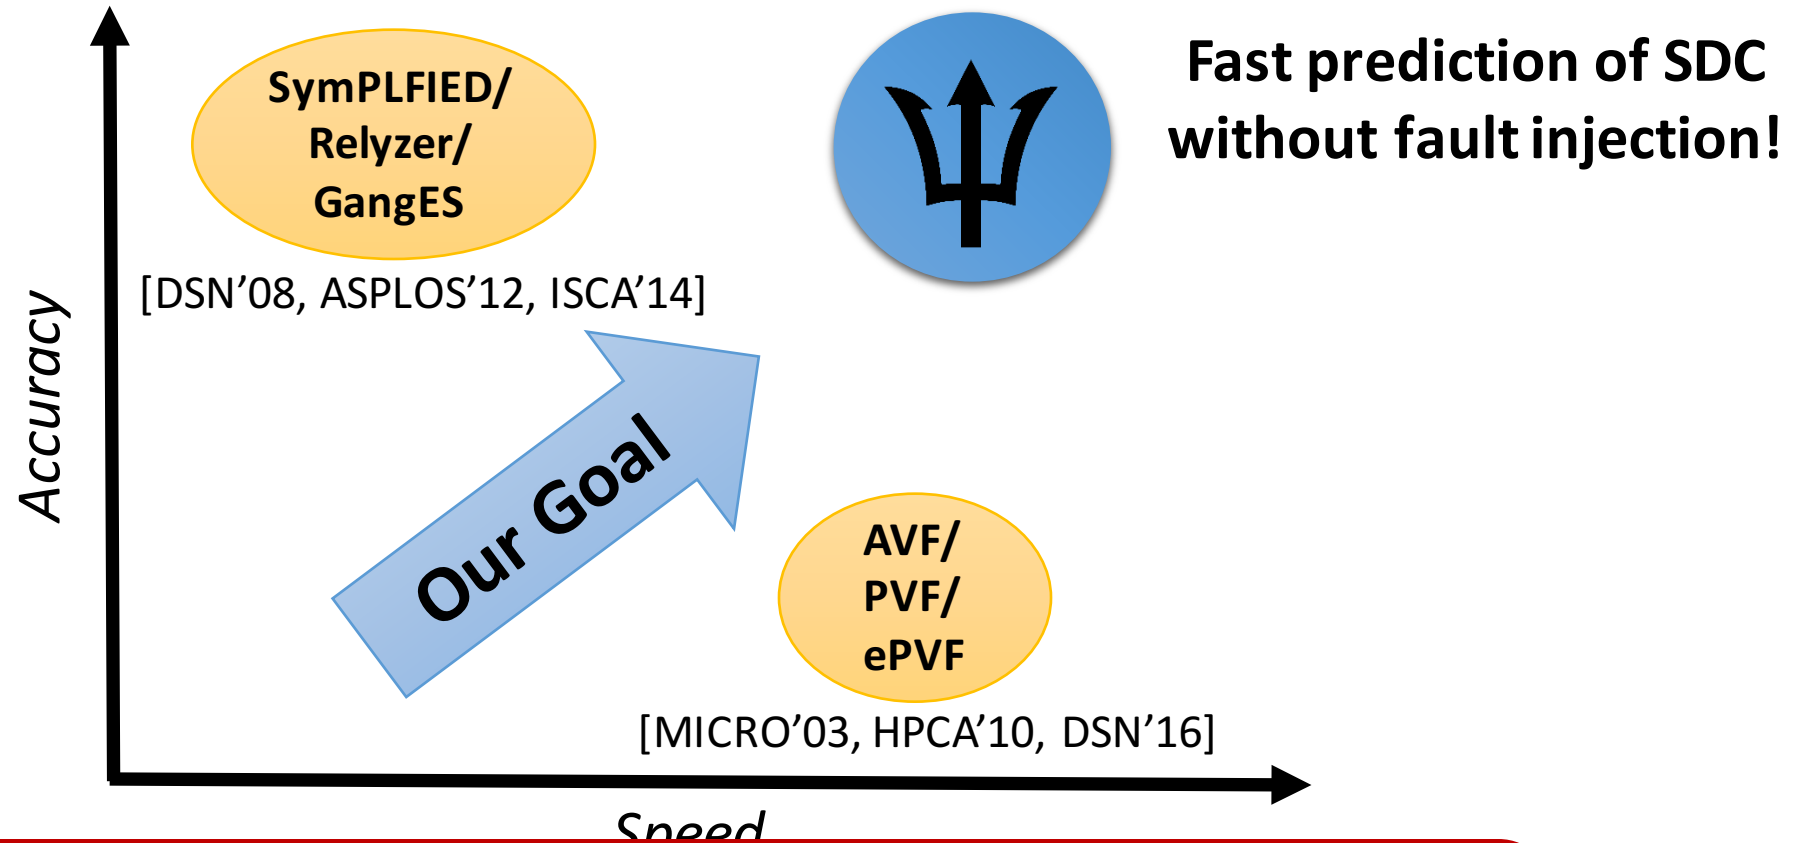 SymPLFIED/
Relyzer/
GangES
[DSN’08, ASPLOS’12, ISCA’14]
Fast prediction of SDC
without fault injection!
Accuracy
Our Goal
AVF/
PVF/
ePVF
[MICRO’03, HPCA’10, DSN’16]
Speed